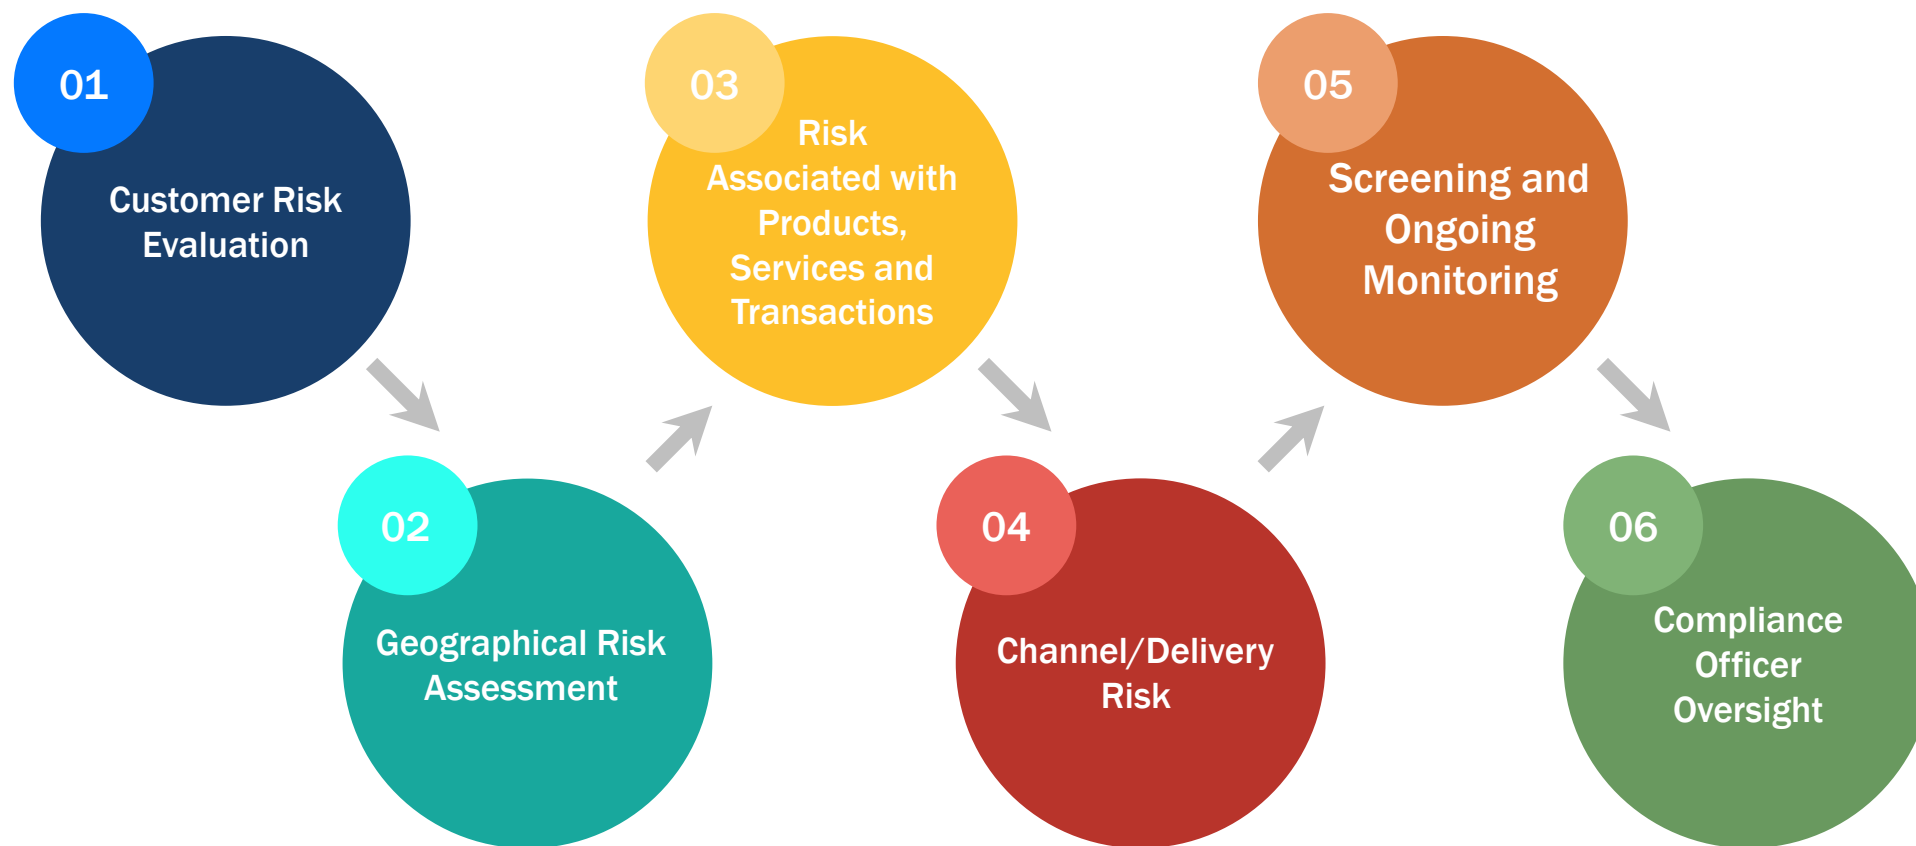 01
Customer Risk
Evaluation
02
Geographical Risk
Assessment
03
Risk
Associated with
Products,
Services and
Transactions
04
Channel/Delivery
Risk
05
Screening and
Ongoing
Monitoring
06
Compliance
Officer
Oversight